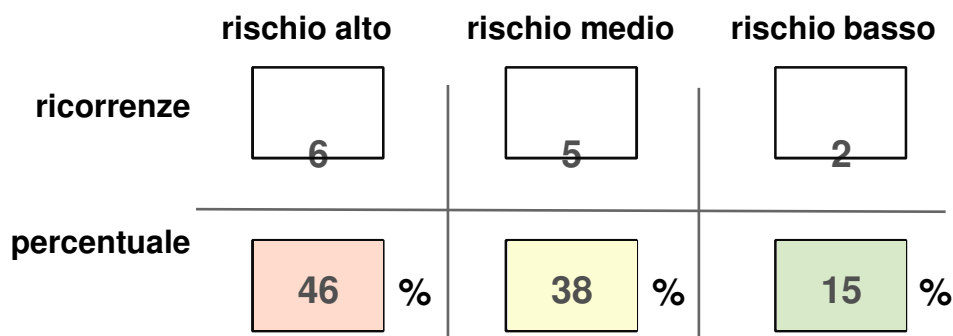 rischio alto rischio medio rischio basso
ricorrenze
6 5 2
percentuale
46 % 38 % 15 %